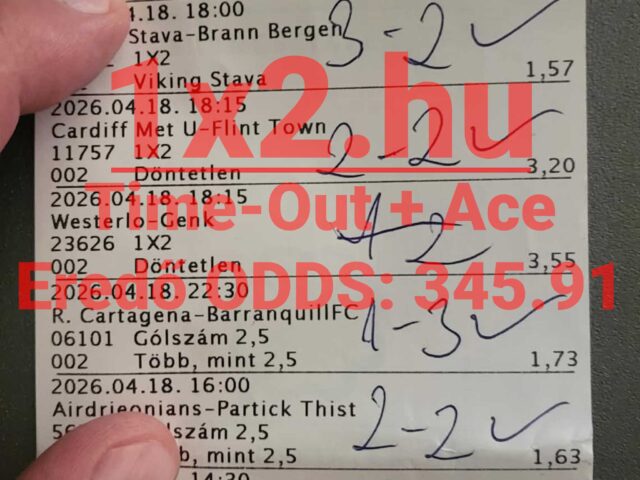 .18. 18:00
Stava-Brann Bergen 3-2 ✓
1X2
Viking Stava 1,57
2026.04.18. 18:15
Cardiff Met U-Flint Town
11757 1X2 2-2 ✓
002 Döntetlen 3,20
2026.04.18. 18:15
Westerlo-Genk
23626 1X2
002 Döntetlen 3,55
2026.04.18. 22:30
R. Cartagena-BarranquillFC
06101 Gólszám 2,5 1-3 ✓
002 Több, mint 2,5 1,73
2026.04.18. 16:00
Airdrieonians-Partick Thist
lszám 2,5 2-2 ✓
b, mint 2,5 1,63
14:30
1x2.hu
Time-Out + Ace
Eredő ODDS: 345.91